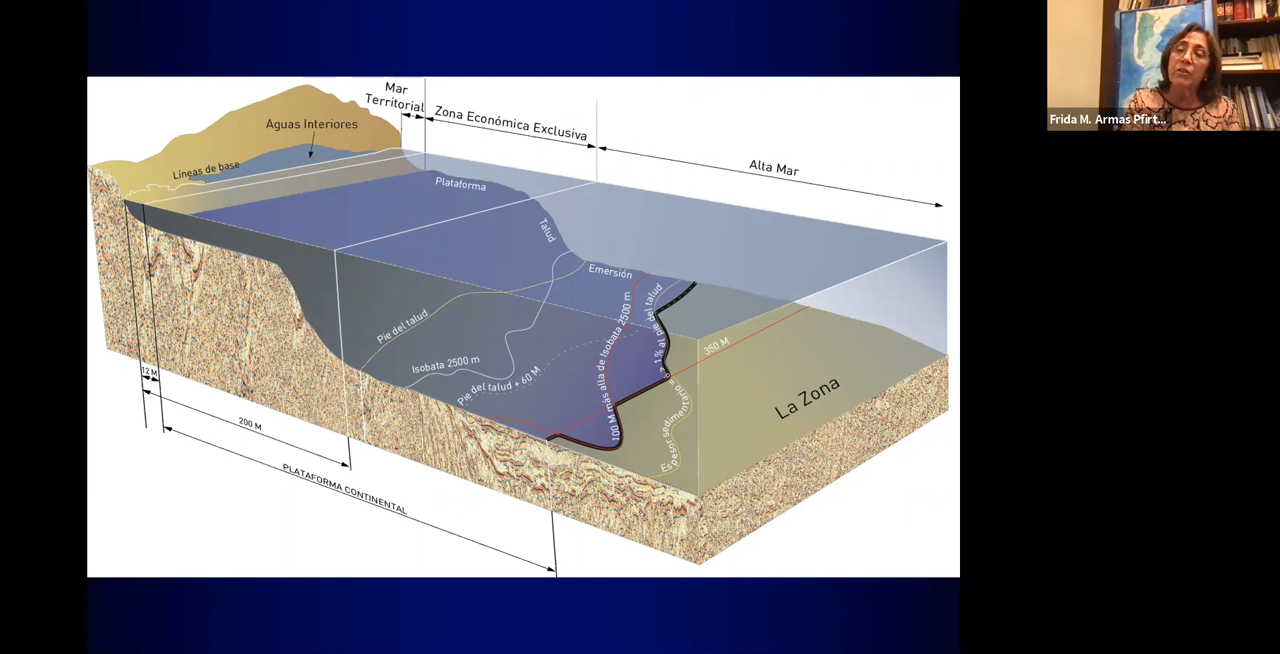 Mar
Territorial
Zona Económica Exclusiva
Alta Mar
Aguas Interiores
Líneas de base
Plataforma
Talud
Emersión
Pie del talud
Isobata 2500 m
Pie del talud + 60 M
100 M más alla de Isobata 2500 m
≥ 1% al pie del talud
Espesor sedimentario =
350 M
La Zona
12 M
200 M
PLATAFORMA CONTINENTAL
Frida M. Armas Pfirt...